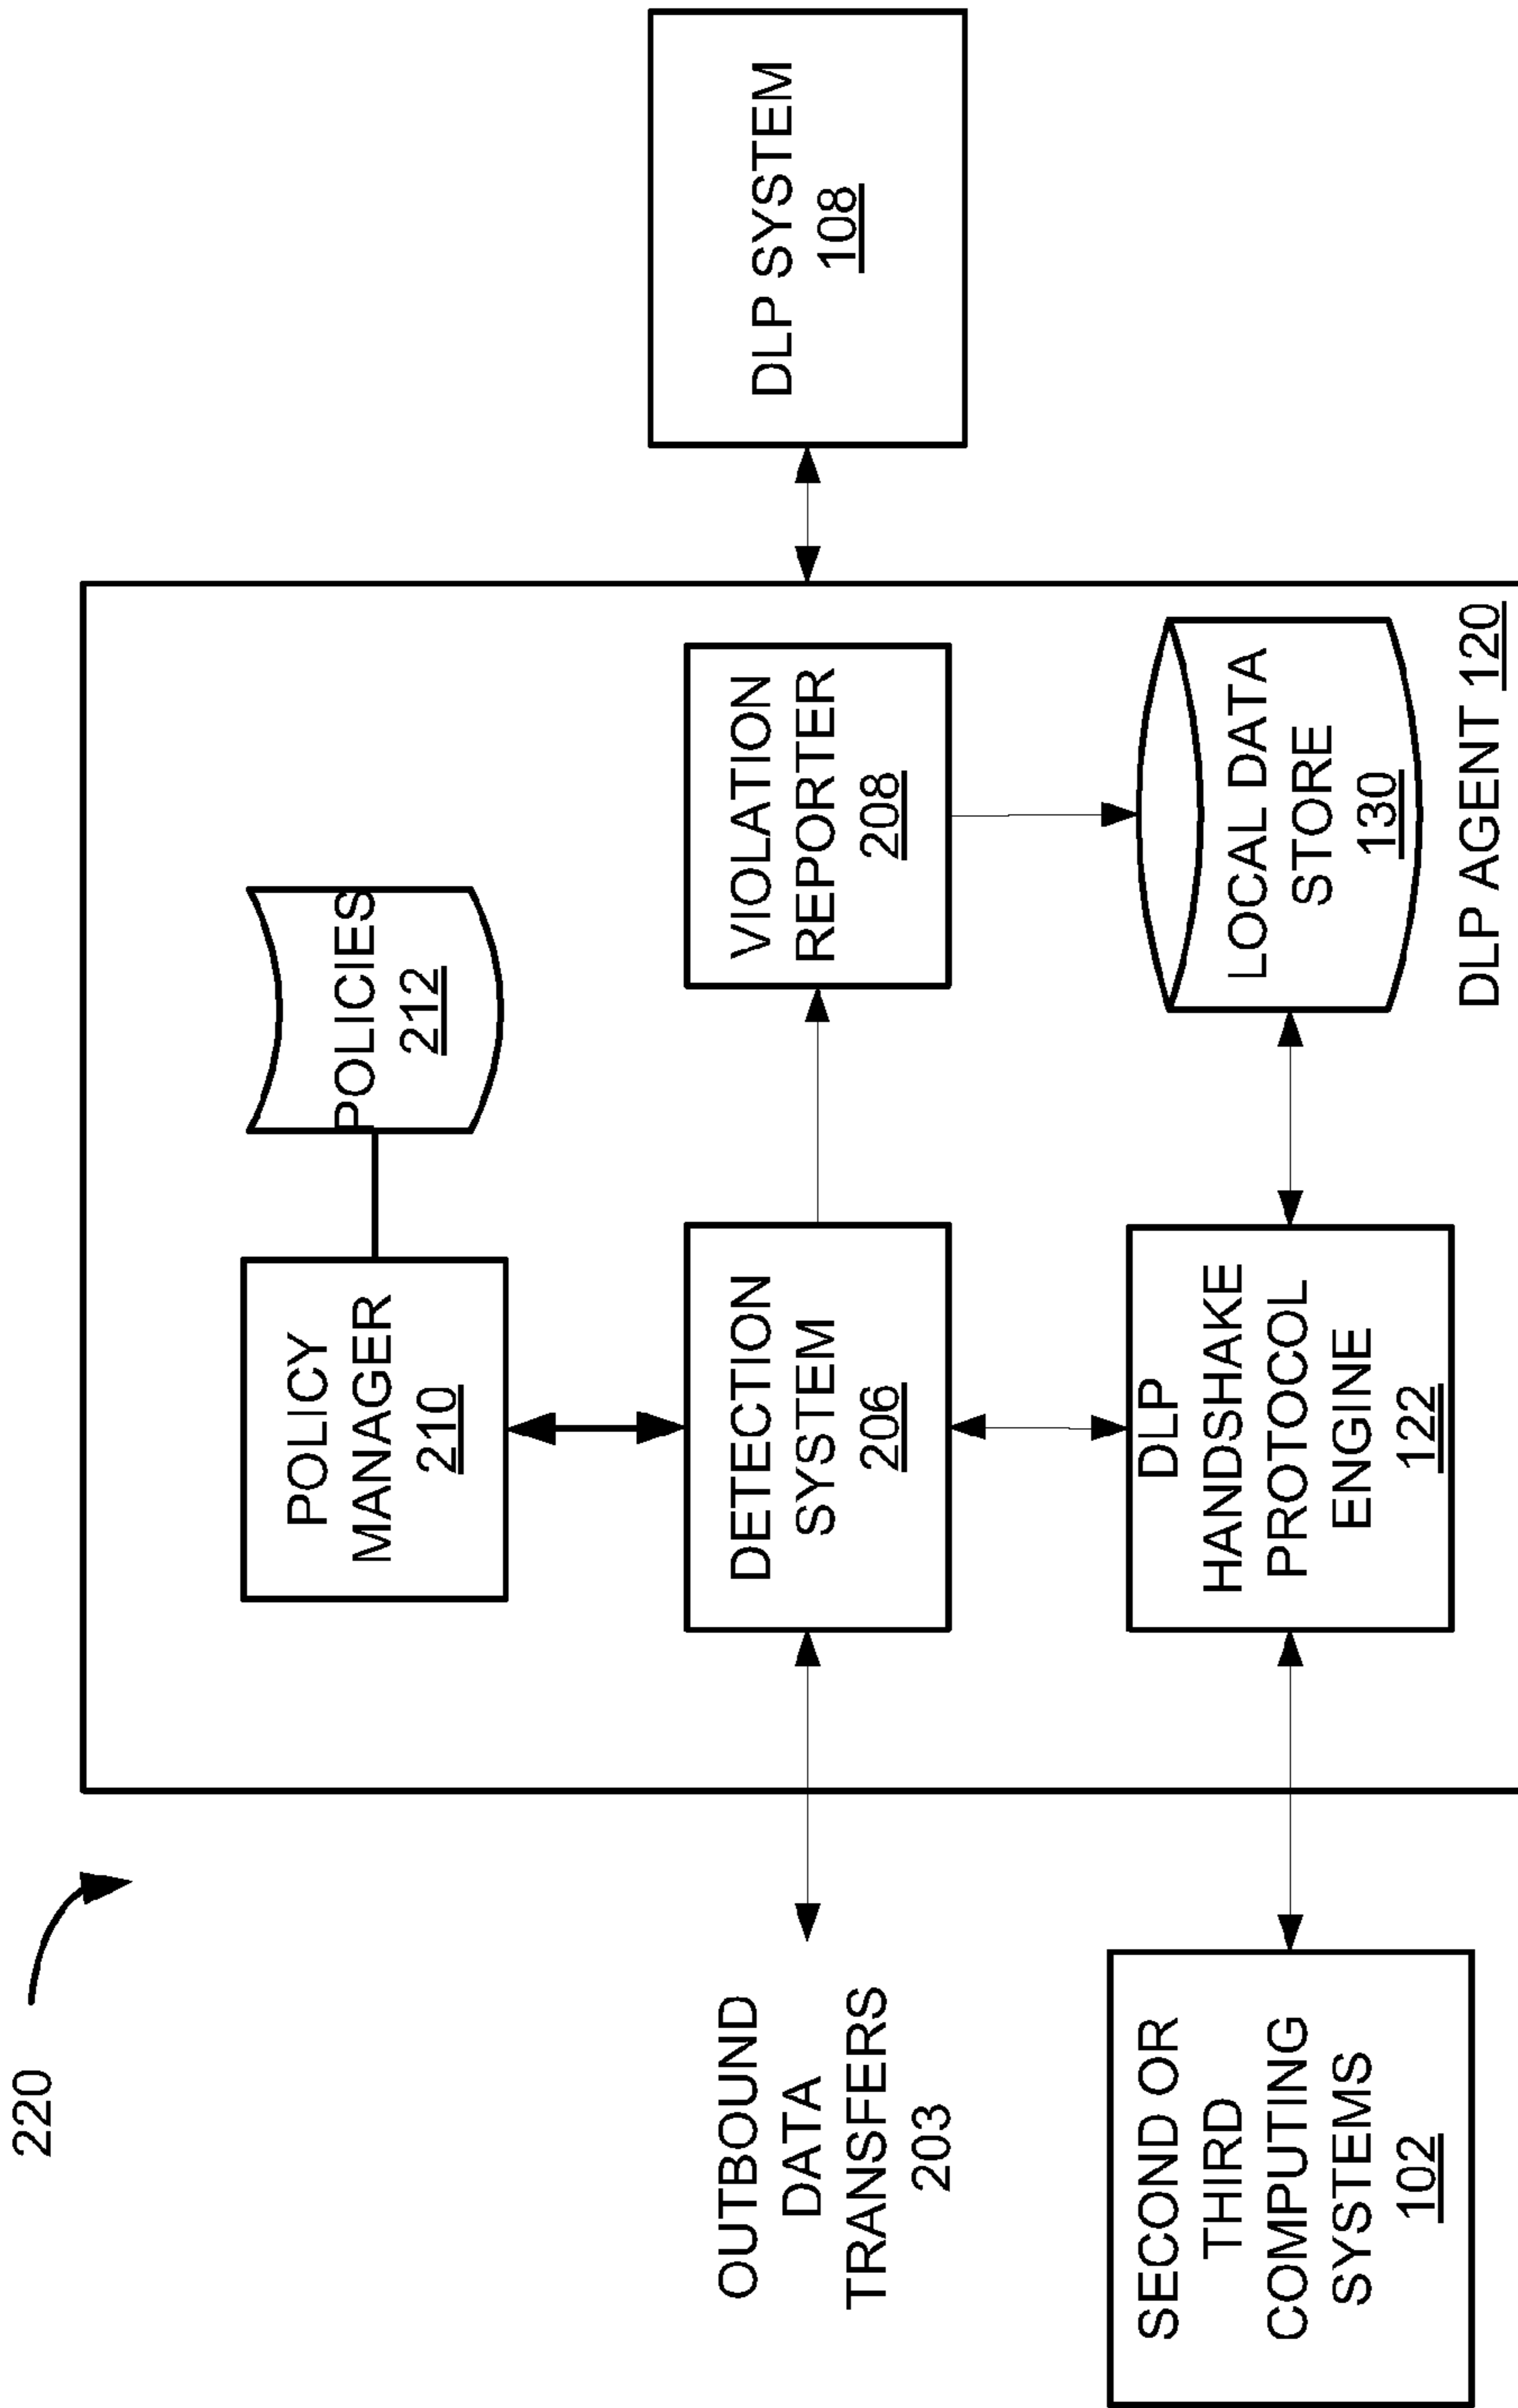 220
POLICY
MANAGER
210
POLICIES
212
OUTBOUND
DATA
TRANSFERS
203
DETECTION
SYSTEM
206
VIOLATION
REPORTER
208
DLP SYSTEM
108
SECOND OR
THIRD
COMPUTING
SYSTEMS
102
DLP
HANDSHAKE
PROTOCOL
ENGINE
122
LOCAL DATA
STORE
130
DLP AGENT 120